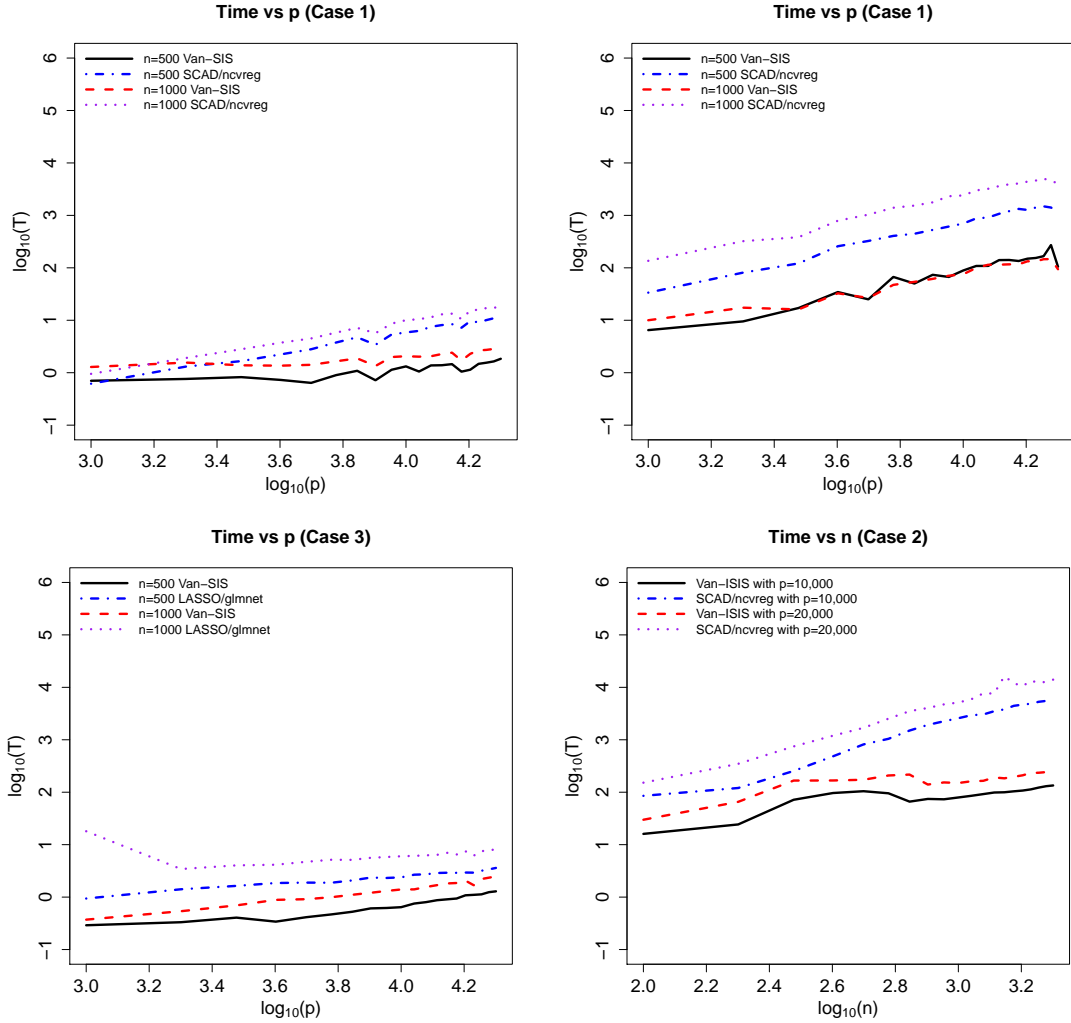 Time vs p (Case 1)
n=500 Van−SIS
n=500 SCAD/ncvreg
n=1000 Van−SIS
n=1000 SCAD/ncvreg
log10(T)
6
5
4
3
2
1
0
−1
3.0 3.2 3.4 3.6 3.8 4.0 4.2
log10(p)
Time vs p (Case 1)
n=500 Van−SIS
n=500 SCAD/ncvreg
n=1000 Van−SIS
n=1000 SCAD/ncvreg
log10(T)
6
5
4
3
2
1
0
−1
3.0 3.2 3.4 3.6 3.8 4.0 4.2
log10(p)
Time vs p (Case 3)
n=500 Van−SIS
n=500 LASSO/glmnet
n=1000 Van−SIS
n=1000 LASSO/glmnet
log10(T)
6
5
4
3
2
1
0
−1
3.0 3.2 3.4 3.6 3.8 4.0 4.2
log10(p)
Time vs n (Case 2)
Van−ISIS with p=10,000
SCAD/ncvreg with p=10,000
Van−ISIS with p=20,000
SCAD/ncvreg with p=20,000
log10(T)
6
5
4
3
2
1
0
−1
2.0 2.2 2.4 2.6 2.8 3.0 3.2
log10(n)